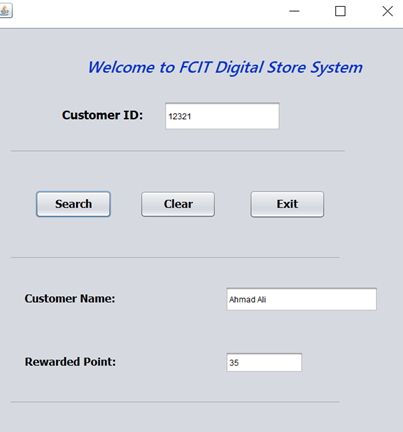 Welcome to FCIT Digital Store System
Customer ID: 12321
Search Clear Exit
Customer Name: Ahmad Ali
Rewarded Point: 35